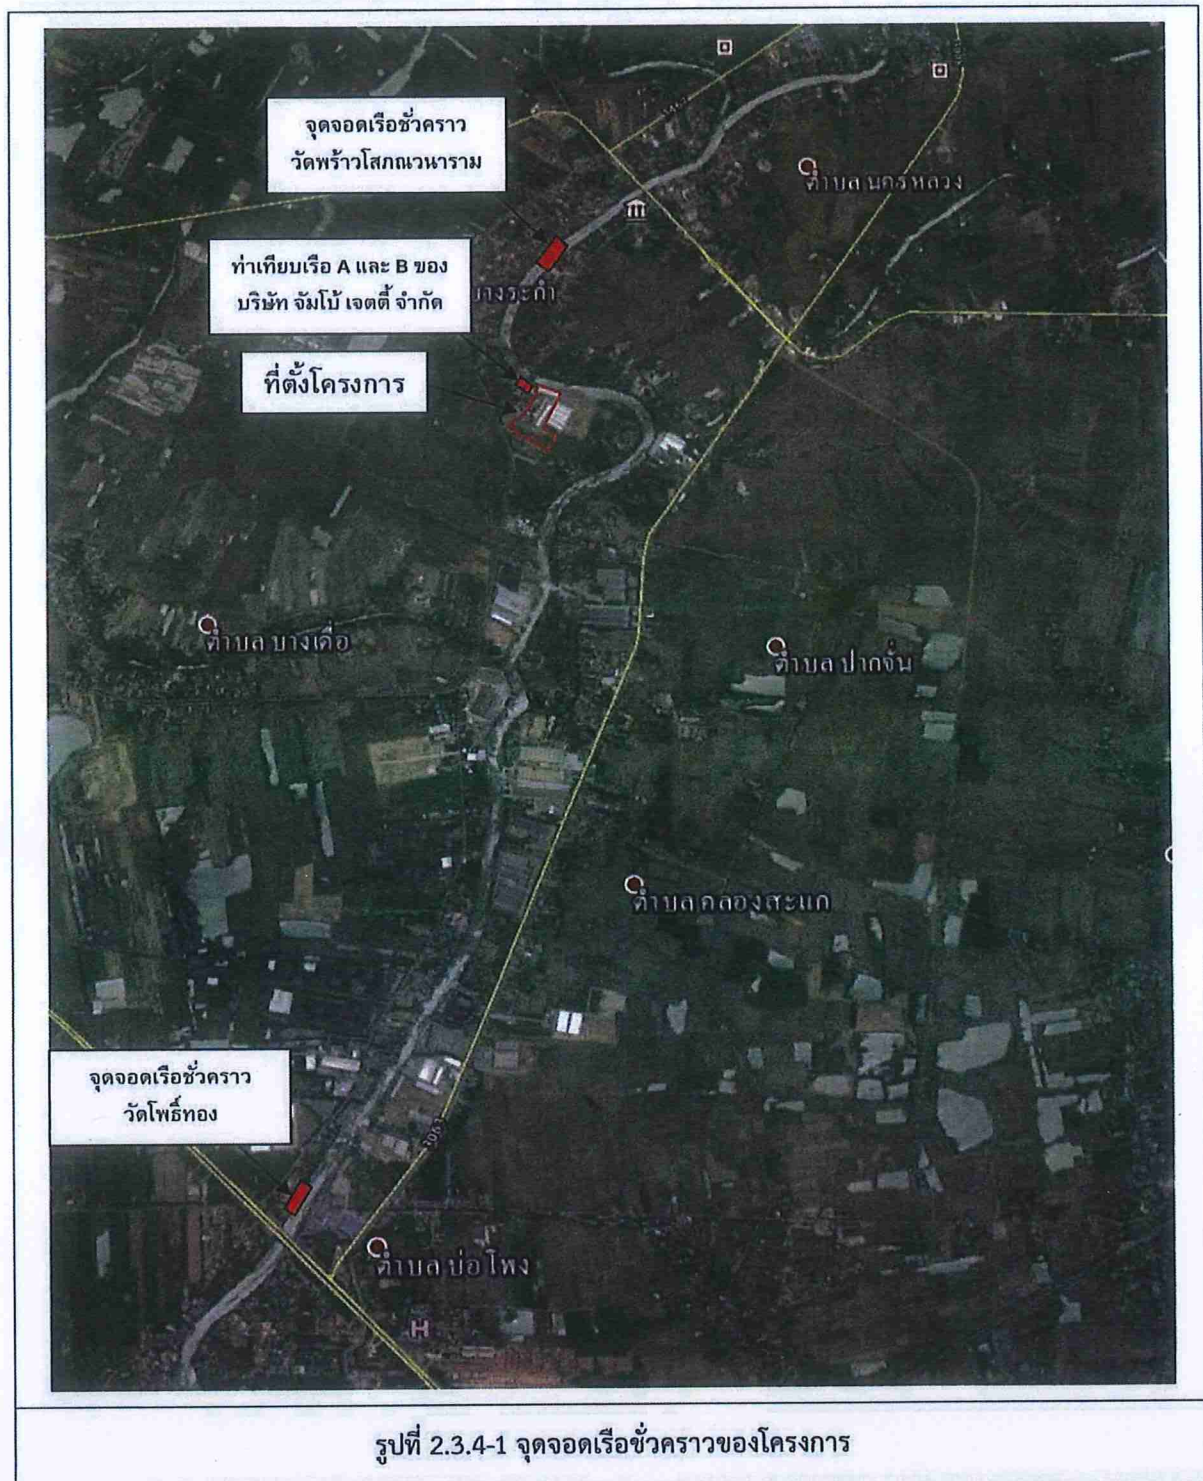 จุดจอดเรือชั่วคราว
วัดพร้าวโสภณวนาราม
ตำบล นครหลวง
ท่าเทียบเรือ A และ B ของ
บริษัท จัมโบ้ เจตตี้ จำกัด
บางระกำ
ที่ตั้งโครงการ
ตำบล บางเดื่อ
ตำบล ปากจั่น
ตำบล คลองสะแก
จุดจอดเรือชั่วคราว
วัดโพธิ์ทอง
ตำบล บ่อโพง
H
รูปที่ 2.3.4-1 จุดจอดเรือชั่วคราวของโครงการ